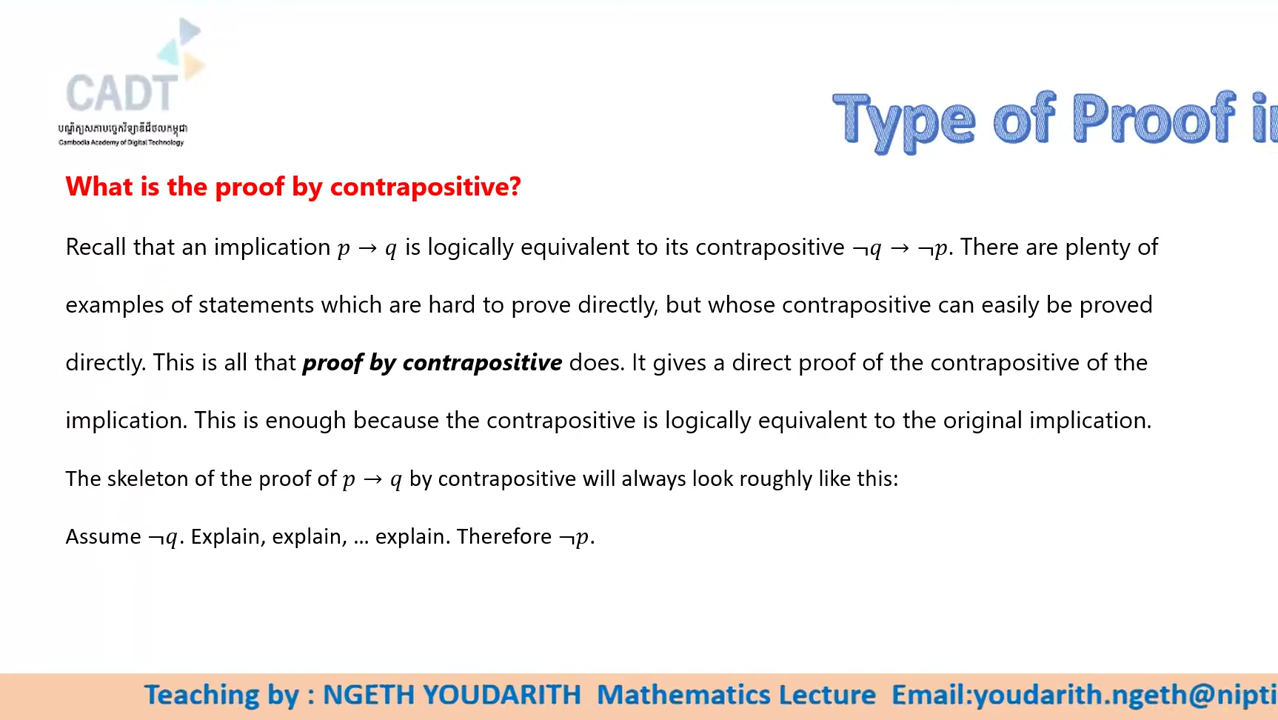 CADT
បណ្ឌិត្យសភាបច្ចេកវិទ្យាឌីជីថលកម្ពុជា
Cambodia Academy of Digital Technology
Type of Proof i
What is the proof by contrapositive?
Recall that an implication 𝑝 → 𝑞 is logically equivalent to its contrapositive ¬𝑞 → ¬𝑝. There are plenty of
examples of statements which are hard to prove directly, but whose contrapositive can easily be proved
directly. This is all that proof by contrapositive does. It gives a direct proof of the contrapositive of the
implication. This is enough because the contrapositive is logically equivalent to the original implication.
The skeleton of the proof of 𝑝 → 𝑞 by contrapositive will always look roughly like this:
Assume ¬𝑞. Explain, explain, … explain. Therefore ¬𝑝.
Teaching by : NGETH YOUDARITH Mathematics Lecture Email:youdarith.ngeth@nipti